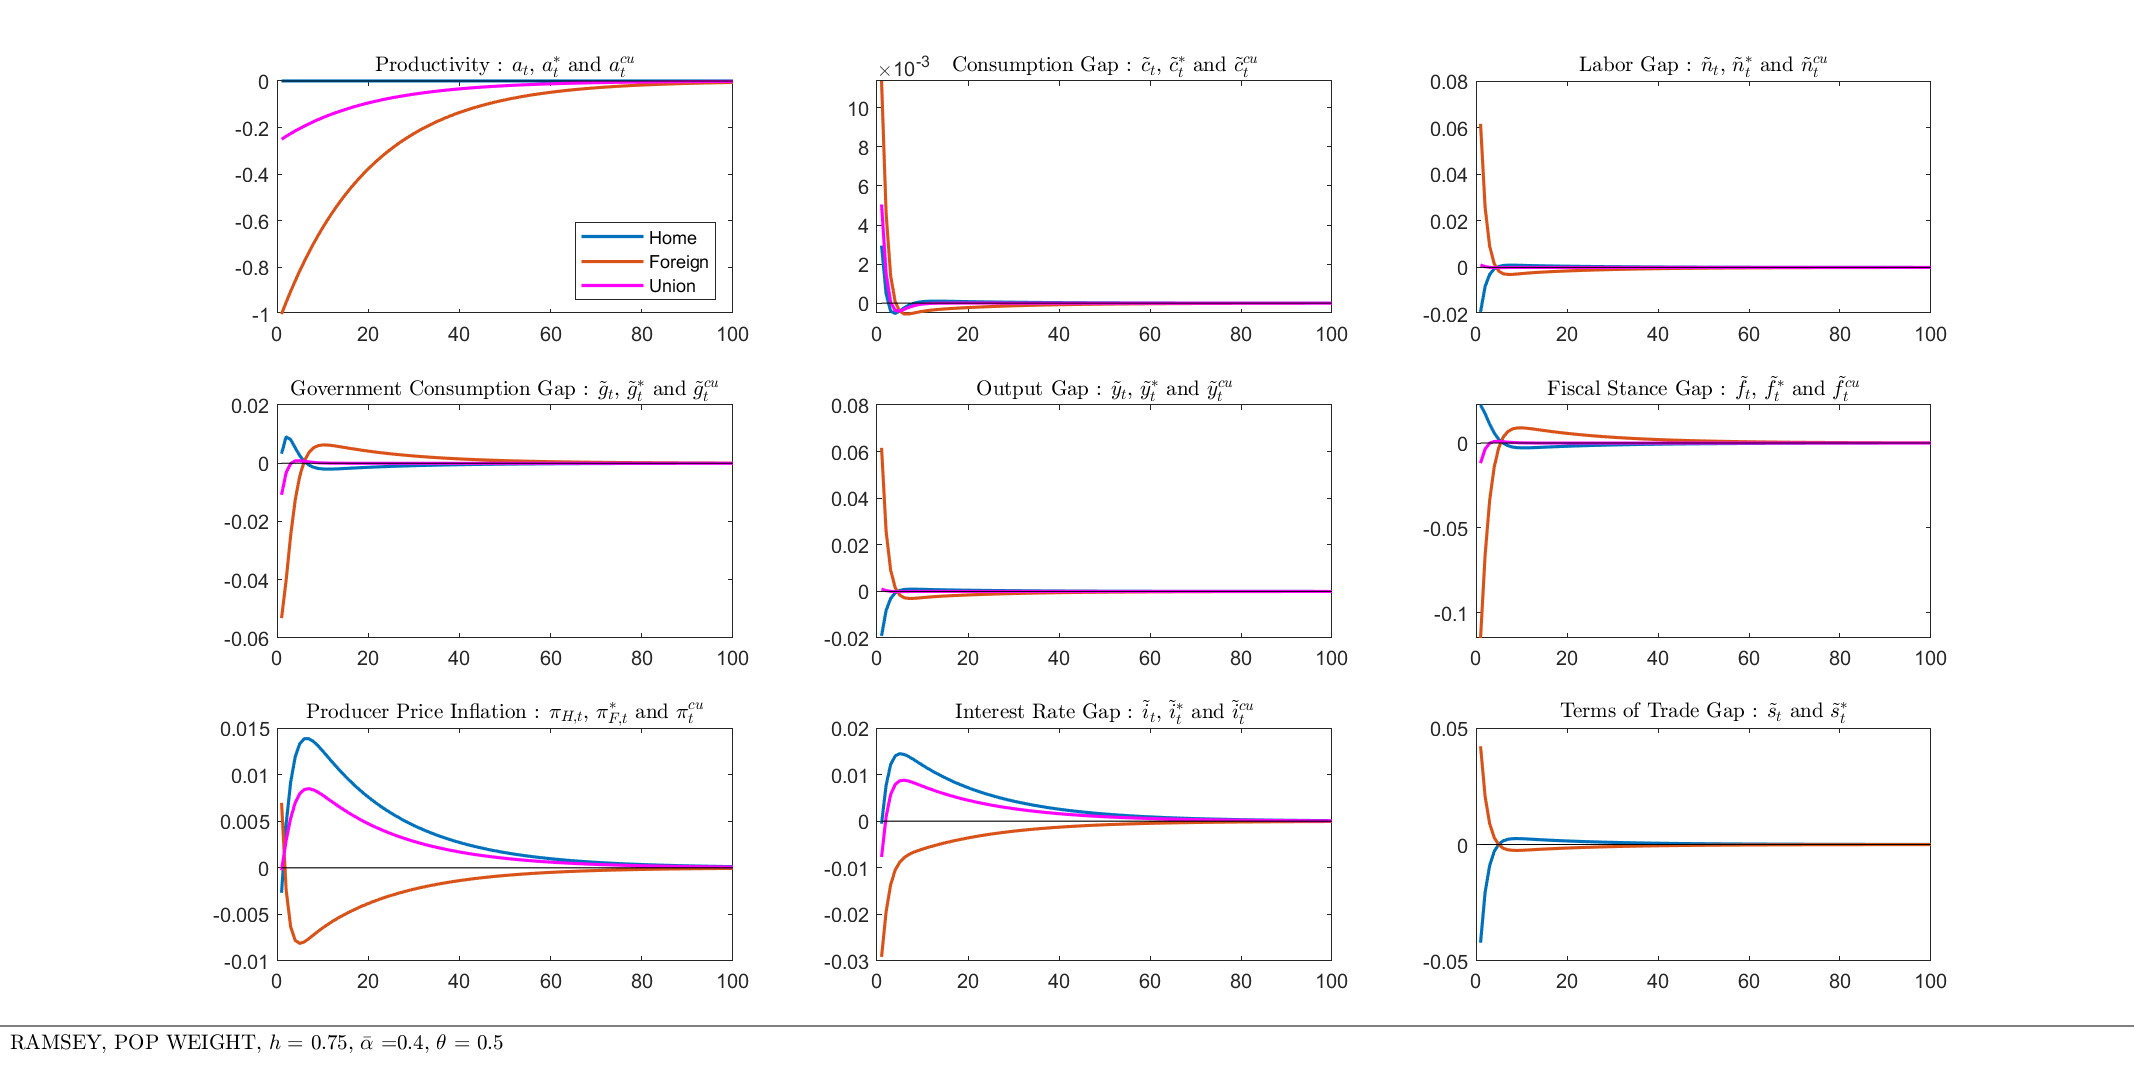 Productivity : a_t, a_t^* and a_t^{cu}
0
-0.2
-0.4
-0.6
-0.8
-1
0 20 40 60 80 100
Home
Foreign
Union
×10^{-3}
Consumption Gap : c̃_t, c̃_t^* and c̃_t^{cu}
10
8
6
4
2
0
0 20 40 60 80 100
Labor Gap : ñ_t, ñ_t^* and ñ_t^{cu}
0.08
0.06
0.04
0.02
0
-0.02
0 20 40 60 80 100
Government Consumption Gap : g̃_t, g̃_t^* and g̃_t^{cu}
0.02
0
-0.02
-0.04
-0.06
0 20 40 60 80 100
Output Gap : ỹ_t, ỹ_t^* and ỹ_t^{cu}
0.08
0.06
0.04
0.02
0
-0.02
0 20 40 60 80 100
Fiscal Stance Gap : f̃_t, f̃_t^* and f̃_t^{cu}
0
-0.05
-0.1
0 20 40 60 80 100
Producer Price Inflation : π_{H,t}, π_{F,t}^* and π_t^{cu}
0.015
0.01
0.005
0
-0.005
-0.01
0 20 40 60 80 100
Interest Rate Gap : ĩ_t, ĩ_t^* and ĩ_t^{cu}
0.02
0.01
0
-0.01
-0.02
-0.03
0 20 40 60 80 100
Terms of Trade Gap : s̃_t and s̃_t^*
0.05
0
-0.05
0 20 40 60 80 100
RAMSEY, POP WEIGHT, h = 0.75, ᾱ =0.4, θ = 0.5